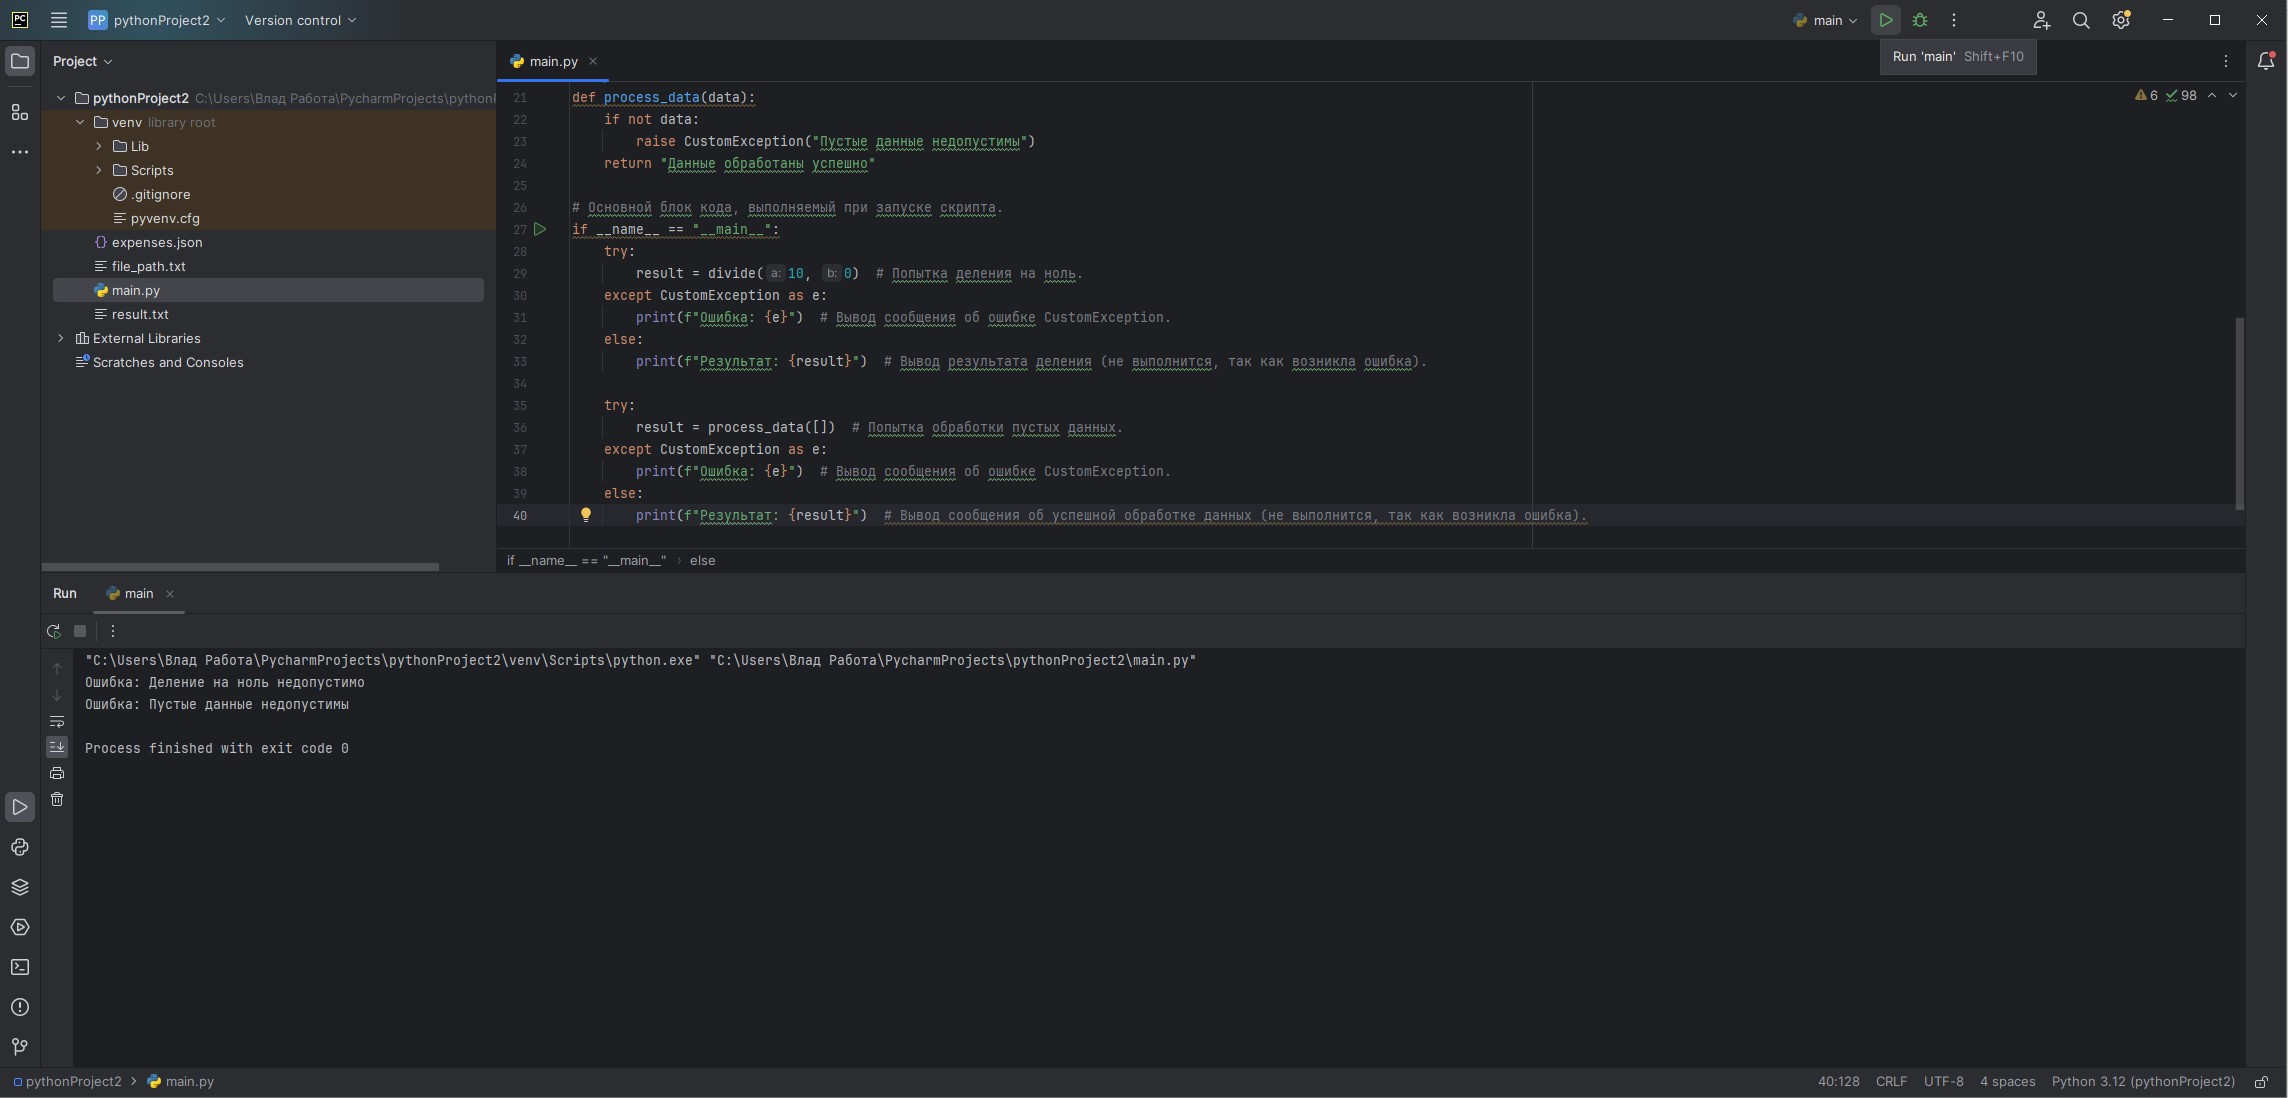 PC PP pythonProject2 Version control main
Run 'main' Shift+F10
Project
main.py
pythonProject2 C:\Users\Влад Работа\PycharmProjects\pythonP
venv library root
Lib
Scripts
.gitignore
pyvenv.cfg
expenses.json
file_path.txt
main.py
result.txt
External Libraries
Scratches and Consoles
6 98
21 def process_data(data):
22 if not data:
23 raise CustomException("Пустые данные недопустимы")
24 return "Данные обработаны успешно"
25
26 # Основной блок кода, выполняемый при запуске скрипта.
27 if __name__ == "__main__":
28 try:
29 result = divide( a: 10, b: 0) # Попытка деления на ноль.
30 except CustomException as e:
31 print(f"Ошибка: {e}") # Вывод сообщения об ошибке CustomException.
32 else:
33 print(f"Результат: {result}") # Вывод результата деления (не выполнится, так как возникла ошибка).
34
35 try:
36 result = process_data([]) # Попытка обработки пустых данных.
37 except CustomException as e:
38 print(f"Ошибка: {e}") # Вывод сообщения об ошибке CustomException.
39 else:
40 print(f"Результат: {result}") # Вывод сообщения об успешной обработке данных (не выполнится, так как возникла ошибка).
if __name__ == "__main__" › else
Run main
"C:\Users\Влад Работа\PycharmProjects\pythonProject2\venv\Scripts\python.exe" "C:\Users\Влад Работа\PycharmProjects\pythonProject2\main.py"
Ошибка: Деление на ноль недопустимо
Ошибка: Пустые данные недопустимы
Process finished with exit code 0
pythonProject2 › main.py 40:128 CRLF UTF-8 4 spaces Python 3.12 (pythonProject2)